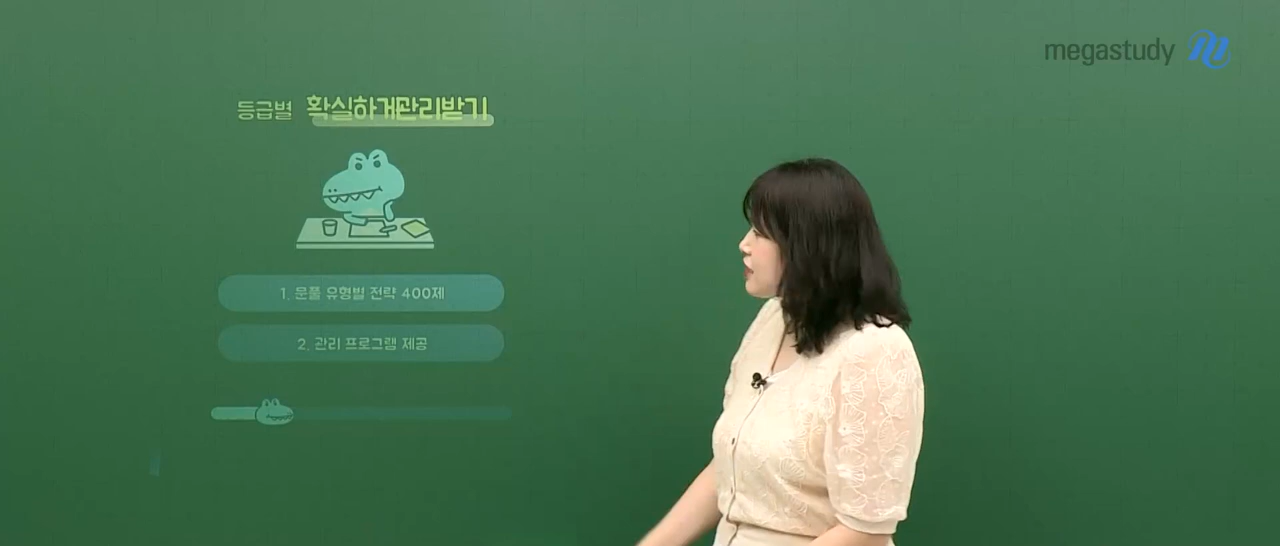 megastudy
등급별 확실하게관리받기
1. 문풀 유형별 전략 400제
2. 관리 프로그램 제공